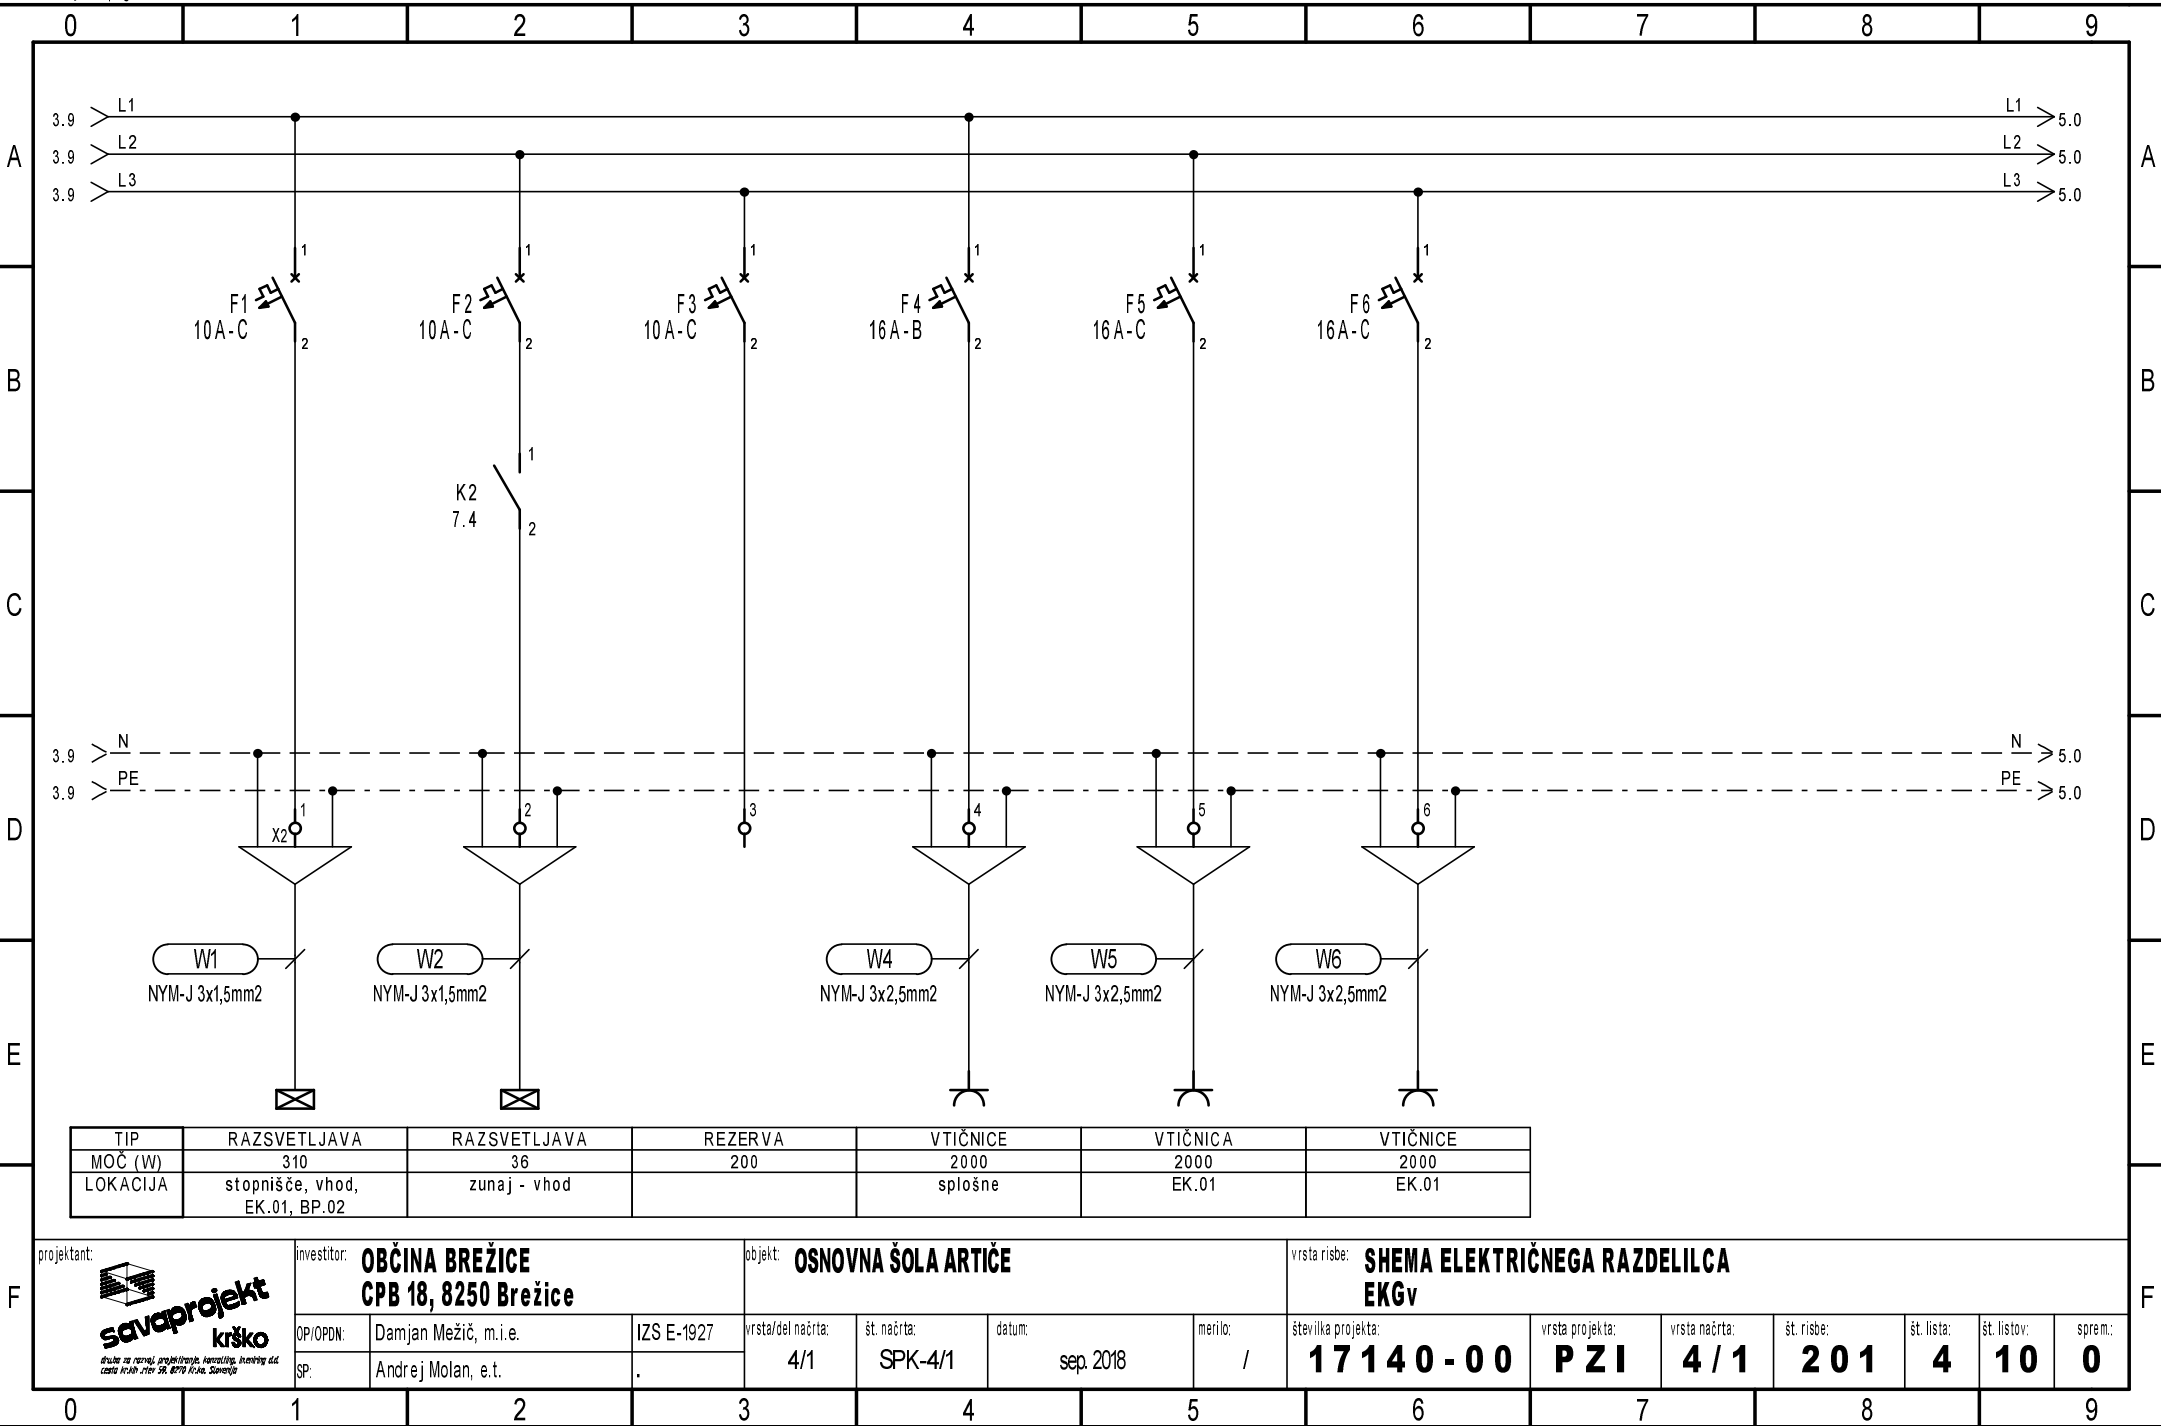 0 1 2 3 4 5 6 7 8 9
3.9 L1 L1 5.0
A 3.9 L2 L2 5.0 A
3.9 L3 L3 5.0
1 1 1 1 1 1
F1 F2 F3 F4 F5 F6
10A-C 10A-C 10A-C 16A-B 16A-C 16A-C
2 2 2 2 2 2
B B
1
K2
7.4
2
C C
3.9 N N 5.0
3.9 PE PE 5.0
1 2 3 4 5 6
X2
D D
W1 W2 W4 W5 W6
NYM-J 3x1,5mm2 NYM-J 3x1,5mm2 NYM-J 3x2,5mm2 NYM-J 3x2,5mm2 NYM-J 3x2,5mm2
E E
TIP RAZSVETLJAVA RAZSVETLJAVA REZERVA VTIČNICE VTIČNICA VTIČNICE
MOČ (W) 310 36 200 2000 2000 2000
LOKACIJA stopnišče, vhod, zunaj - vhod splošne EK.01 EK.01
EK.01, BP.02
projektant: investitor: OBČINA BREŽICE objekt: OSNOVNA ŠOLA ARTIČE vrsta risbe: SHEMA ELEKTRIČNEGA RAZDELILCA
CPB 18, 8250 Brežice EKGv
F F
savaprojekt
krško
OP/OPDN: Damjan Mežič, m.i.e. IZS E-1927 vrsta/del načrta: št. načrta: datum: merilo: številka projekta: vrsta projekta: vrsta načrta: št. risbe: št. lista: št. listov: sprem.:
4/1 SPK-4/1 sep. 2018 / 17140-00 PZI 4/1 201 4 10 0
SP: Andrej Molan, e.t. .
0 1 2 3 4 5 6 7 8 9